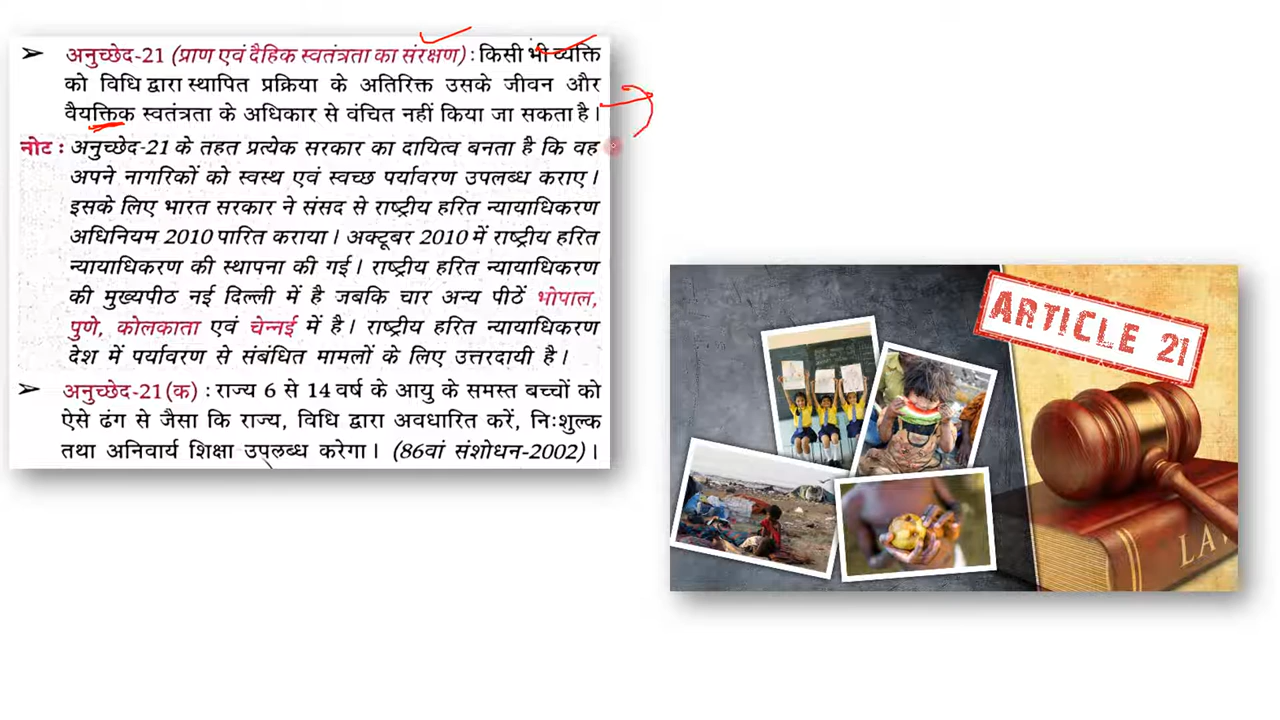 ➢ अनुच्छेद-21 (प्राण एवं दैहिक स्वतंत्रता का संरक्षण) : किसी भी व्यक्ति
को विधि द्वारा स्थापित प्रक्रिया के अतिरिक्त उसके जीवन और
वैयक्तिक स्वतंत्रता के अधिकार से वंचित नहीं किया जा सकता है।
नोट : अनुच्छेद-21 के तहत प्रत्येक सरकार का दायित्व बनता है कि वह
अपने नागरिकों को स्वस्थ एवं स्वच्छ पर्यावरण उपलब्ध कराए।
इसके लिए भारत सरकार ने संसद से राष्ट्रीय हरित न्यायाधिकरण
अधिनियम 2010 पारित कराया। अक्टूबर 2010 में राष्ट्रीय हरित
न्यायाधिकरण की स्थापना की गई। राष्ट्रीय हरित न्यायाधिकरण
की मुख्यपीठ नई दिल्ली में है जबकि चार अन्य पीठें भोपाल,
पुणे, कोलकाता एवं चेन्नई में है। राष्ट्रीय हरित न्यायाधिकरण
देश में पर्यावरण से संबंधित मामलों के लिए उत्तरदायी है।
➢ अनुच्छेद-21 (क) : राज्य 6 से 14 वर्ष के आयु के समस्त बच्चों को
ऐसे ढंग से जैसा कि राज्य, विधि द्वारा अवधारित करें, निःशुल्क
तथा अनिवार्य शिक्षा उपलब्ध करेगा। (86वां संशोधन-2002)।
ARTICLE 21